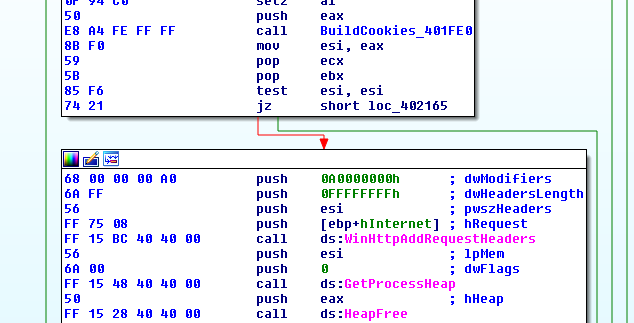 0F 94 C0 setz al
50 push eax
E8 A4 FE FF FF call BuildCookies_401FE0
8B F0 mov esi, eax
59 pop ecx
5B pop ebx
85 F6 test esi, esi
74 21 jz short loc_402165
68 00 00 00 A0 push 0A0000000h ; dwModifiers
6A FF push 0FFFFFFFFh ; dwHeadersLength
56 push esi ; pwszHeaders
FF 75 08 push [ebp+hInternet] ; hRequest
FF 15 BC 40 40 00 call ds:WinHttpAddRequestHeaders
56 push esi ; lpMem
6A 00 push 0 ; dwFlags
FF 15 48 40 40 00 call ds:GetProcessHeap
50 push eax ; hHeap
FF 15 28 40 40 00 call ds:HeapFree